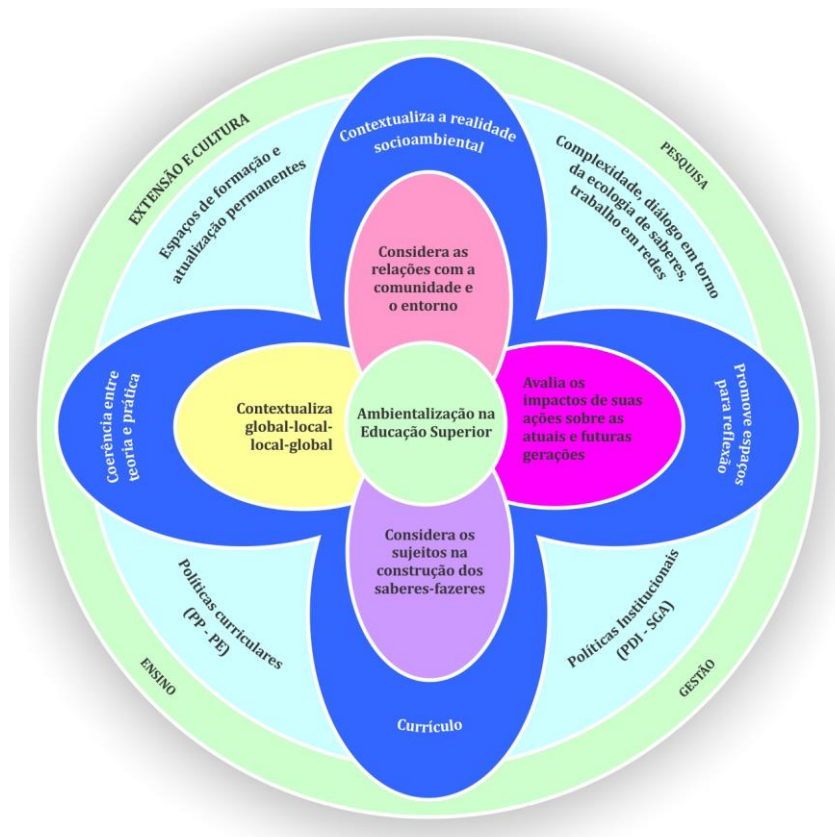 EXTENSÃO E CULTURA
PESQUISA
Espaços de formação e
atualização permanentes
Contextualiza a realidade
socioambiental
Complexidade, diálogo em torno
da ecologia de saberes,
trabalho em redes
Considera as
relações com a
comunidade e
o entorno
Coerência entre
teoria e prática
Contextualiza
global-local-
local-global
Ambientalização na
Educação Superior
Avalia os
impactos de suas
ações sobre as
atuais e futuras
gerações
Promove espaços
para reflexão
Considera os
sujeitos na
construção dos
saberes-fazeres
Políticas curriculares
(PP - PE)
Políticas Institucionais
(PDI - SGA)
Currículo
ENSINO
GESTÃO